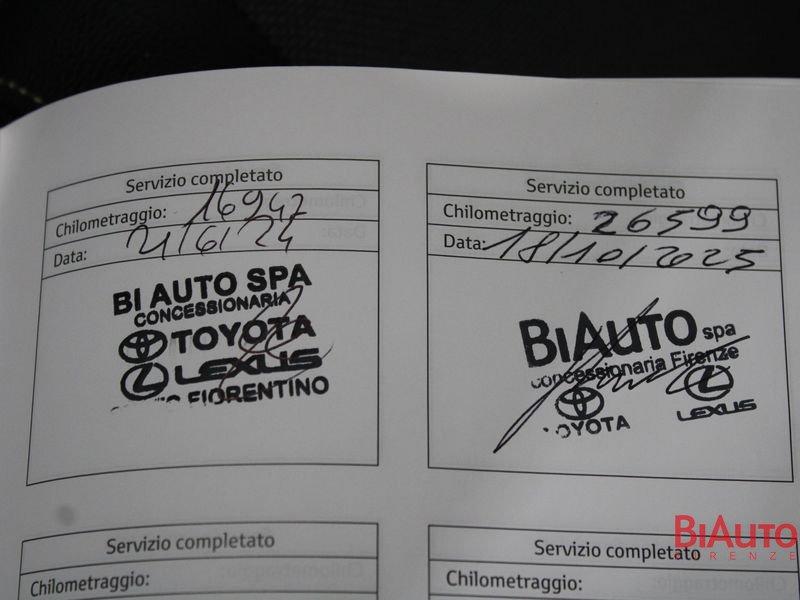 Servizio completato
Chilometraggio: 16947
Data: 21/6/24
BI AUTO SPA
CONCESSIONARIA
TOYOTA
LEXUS
FIORENTINO
Servizio completato
Chilometraggio: 26599
Data: 18/10/2025
BIAUTO spa
concessionaria Firenze
TOYOTA
LEXUS
Servizio completato
Chilometraggio:
Servizio completato
Chilometraggio:
BIAUTO
FIRENZE